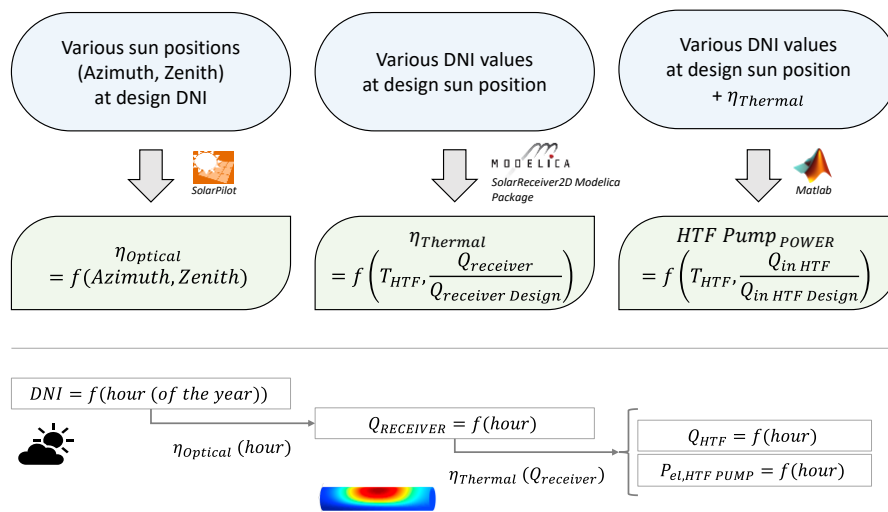 Various sun positions
(Azimuth, Zenith)
at design DNI
Various DNI values
at design sun position
Various DNI values
at design sun position
+ η_Thermal
SolarPilot
MODELICA
SolarReceiver2D Modelica
Package
Matlab
η_Optical
= f(Azimuth, Zenith)
η_Thermal
= f(T_HTF, Q_receiver / Q_receiver Design)
HTF Pump_POWER
= f(T_HTF, Q_in HTF / Q_in HTF Design)
DNI = f(hour (of the year))
η_Optical (hour)
Q_RECEIVER = f(hour)
η_Thermal (Q_receiver)
Q_HTF = f(hour)
P_el,HTF PUMP = f(hour)